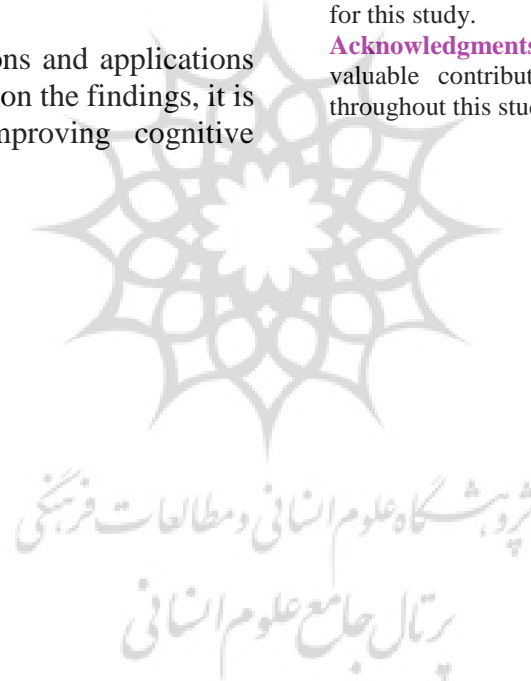 ons and applications
on the findings, it is
mproving cognitive
for this study.
Acknowledgments
valuable contribut
throughout this stud
پژوهشگاه علوم انسانی و مطالعات فرهنگی
پرتال جامع علوم انسانی